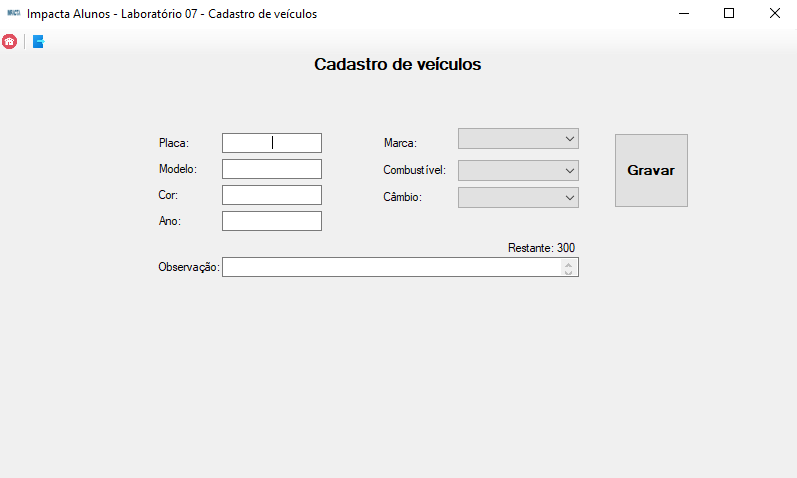 Impacta Alunos - Laboratório 07 - Cadastro de veículos
Cadastro de veículos
Placa:
Marca:
Modelo:
Combustível:
Cor:
Câmbio:
Ano:
Gravar
Restante: 300
Observação: